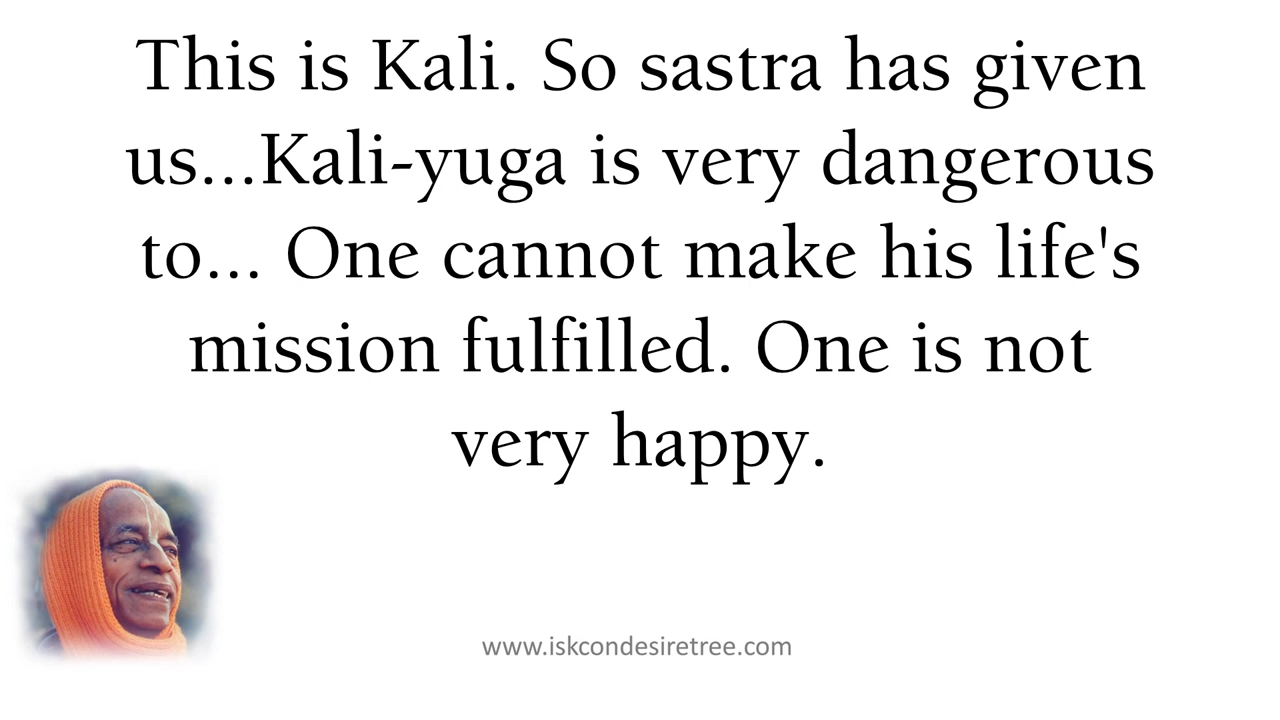 This is Kali. So sastra has given
us...Kali-yuga is very dangerous
to... One cannot make his life's
mission fulfilled. One is not
very happy.
www.iskcondesiretree.com